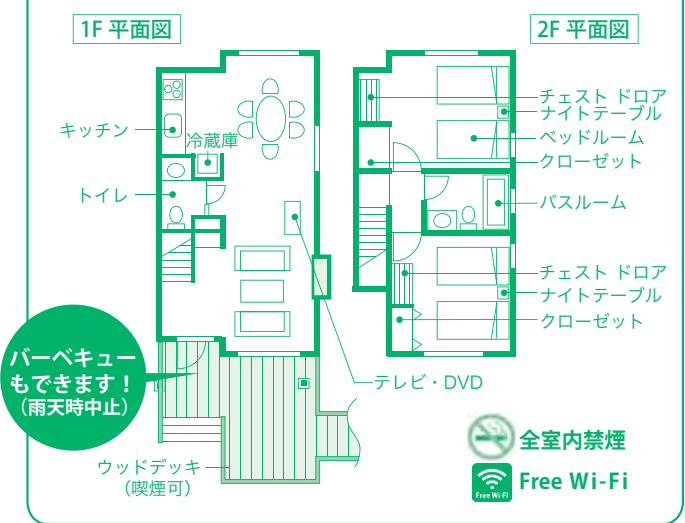 1F 平面図
2F 平面図
キッチン
冷蔵庫
トイレ
チェスト ドロア
ナイトテーブル
ベッドルーム
クローゼット
バスルーム
チェスト ドロア
ナイトテーブル
クローゼット
バーベキュー
もできます！
（雨天時中止）
テレビ・DVD
ウッドデッキ
（喫煙可）
全室内禁煙
Free Wi-Fi
Free Wi-Fi